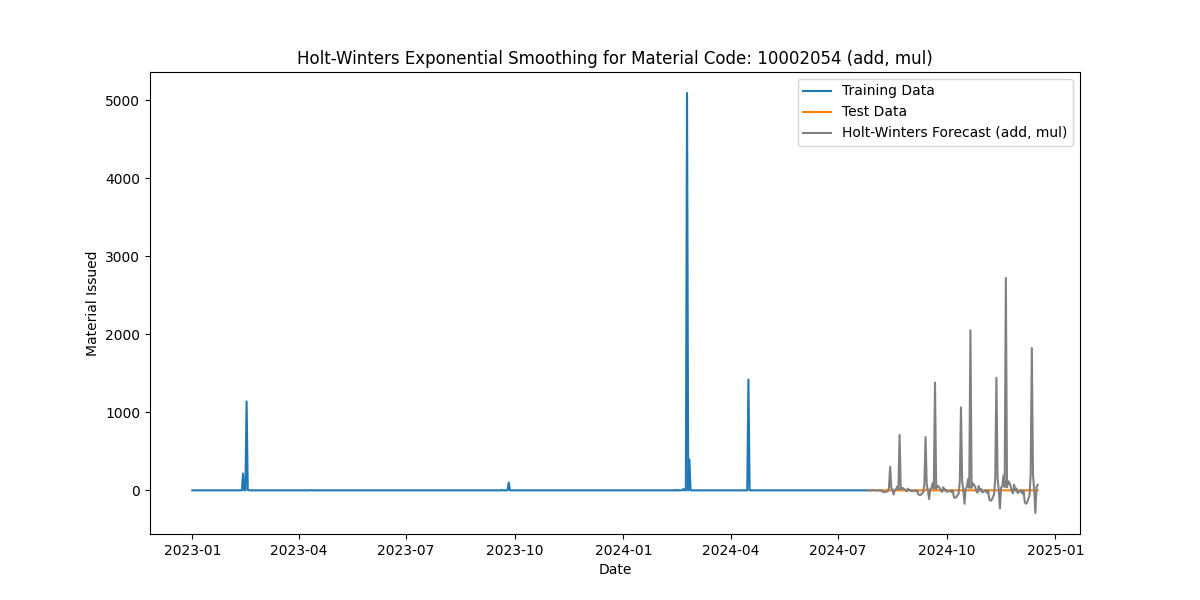 Holt-Winters Exponential Smoothing for Material Code: 10002054 (add, mul)
Training Data
Test Data
Holt-Winters Forecast (add, mul)
Material Issued
5000
4000
3000
2000
1000
0
2023-01
2023-04
2023-07
2023-10
2024-01
2024-04
2024-07
2024-10
2025-01
Date